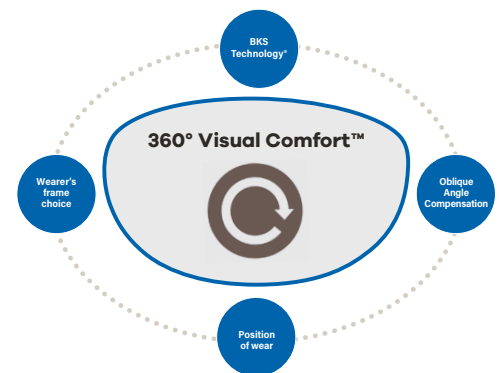 BKS
Technology®
360° Visual Comfort™
Wearer's
frame
choice
Oblique
Angle
Compensation
Position
of wear